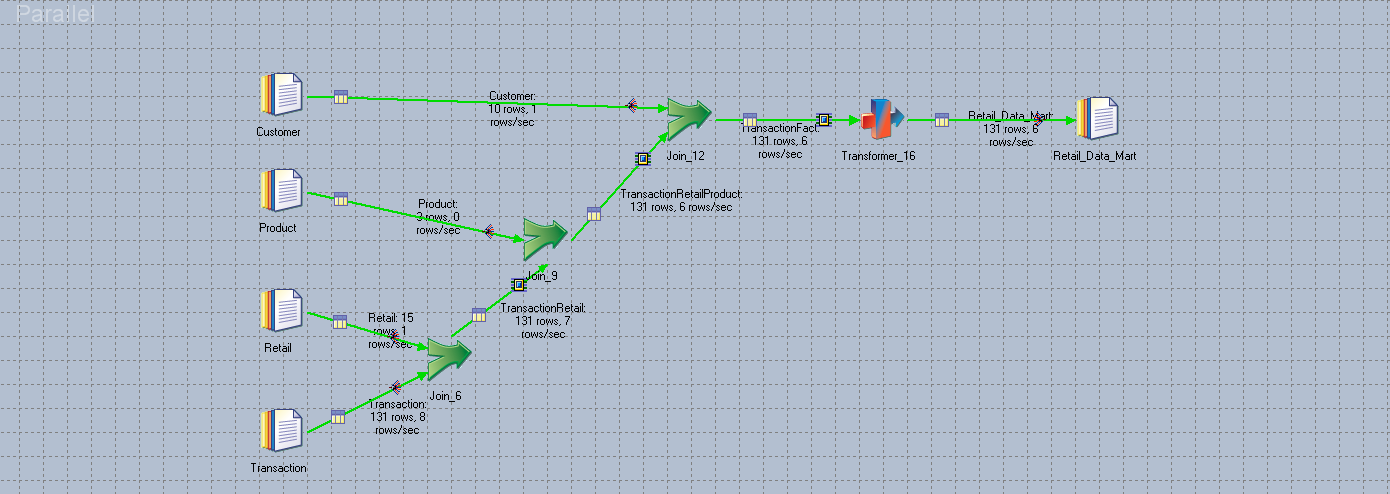 Parallel
Customer:
10 rows, 1
rows/sec
Customer
Join_12
TransactionFact:
131 rows, 6
rows/sec
Transformer_16
Retail_Data_Mart:
131 rows, 6
rows/sec
Retail_Data_Mart
TransactionRetailProduct:
131 rows, 6 rows/sec
Product:
3 rows, 0
rows/sec
Product
Join_9
TransactionRetail:
131 rows, 7
rows/sec
Retail: 15
rows, 1
rows/sec
Retail
Join_6
Transaction:
131 rows, 8
rows/sec
Transaction